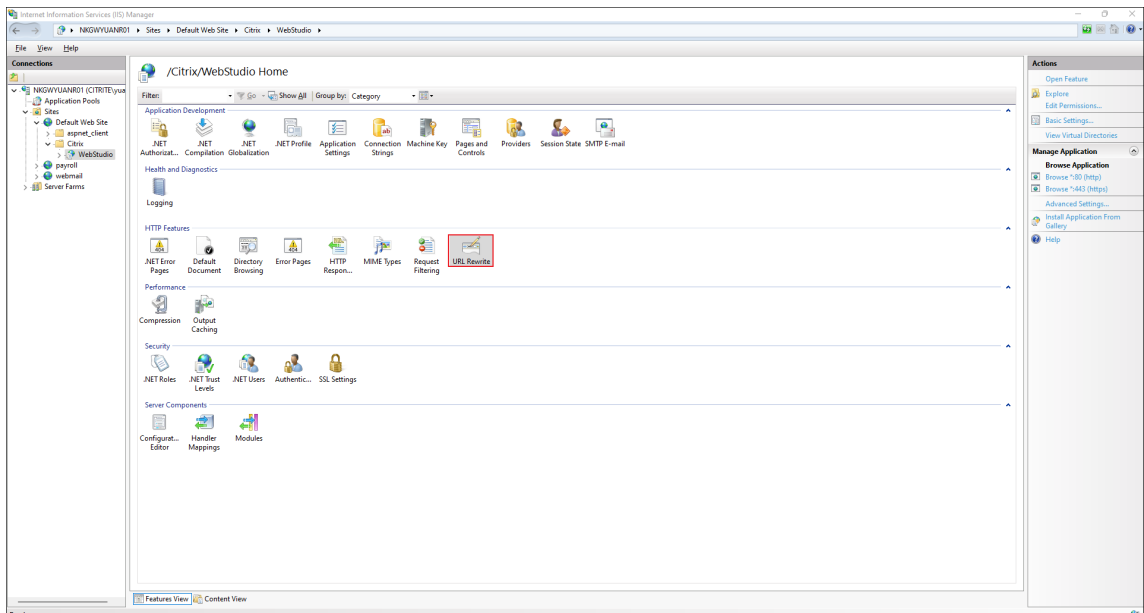 Internet Information Services (IIS) Manager
NKGWYUANR01 Sites Default Web Site Citrix WebStudio
File View Help
Connections
NKGWYUANR01 (CITRITE\yua
Application Pools
Sites
Default Web Site
aspnet_client
Citrix
WebStudio
payroll
webmail
Server Farms
/Citrix/WebStudio Home
Filter: Go Show All Group by: Category
Application Development
.NET Authorizat...
.NET Compilation
.NET Globalization
.NET Profile
Application Settings
Connection Strings
Machine Key
Pages and Controls
Providers
Session State
SMTP E-mail
Health and Diagnostics
Logging
HTTP Features
.NET Error Pages
Default Document
Directory Browsing
Error Pages
HTTP Respon...
MIME Types
Request Filtering
URL Rewrite
Performance
Compression
Output Caching
Security
.NET Roles
.NET Trust Levels
.NET Users
Authentic...
SSL Settings
Server Components
Configurat... Editor
Handler Mappings
Modules
Features View Content View
Actions
Open Feature
Explore
Edit Permissions...
Basic Settings...
View Virtual Directories
Manage Application
Browse Application
Browse *:80 (http)
Browse *:443 (https)
Advanced Settings...
Install Application From
Gallery
Help